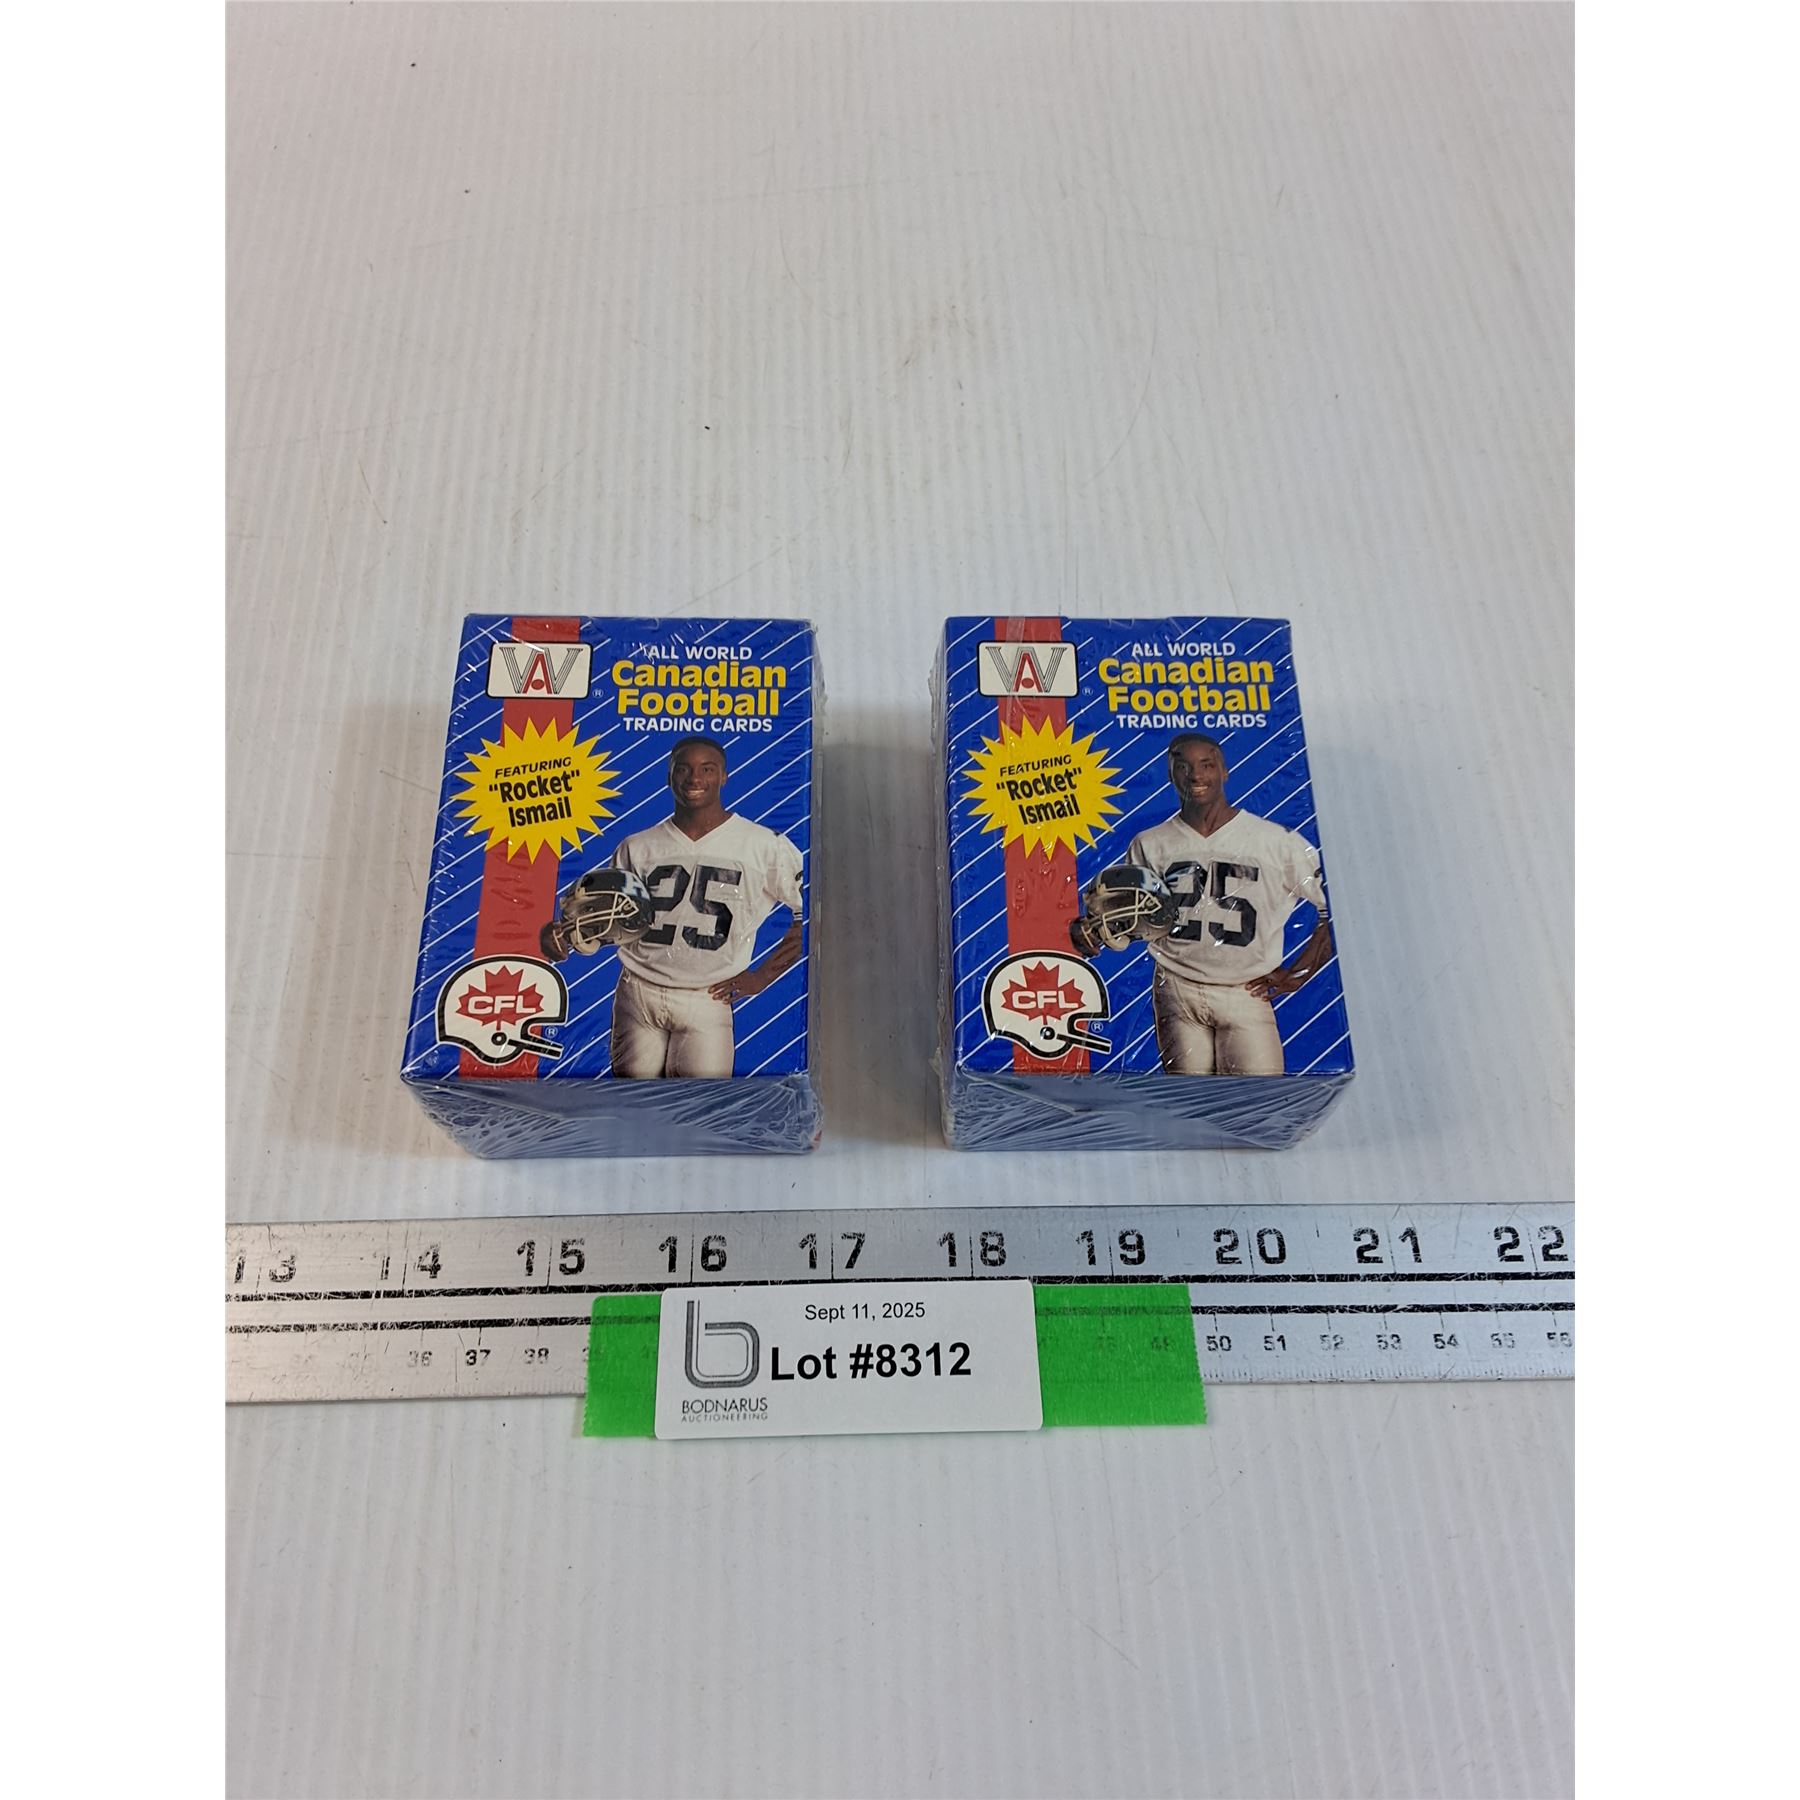 ALL WORLD
Canadian
Football
TRADING CARDS
FEATURING
"Rocket"
Ismail
25
CFL
WA
®
®
ALL WORLD
Canadian
Football
TRADING CARDS
FEATURING
"Rocket"
Ismail
25
CFL
WA
®
®
13 14 15 16 17 18 19 20 21 22
36 37 38 50 51 52 53 54 55 56
Sept 11, 2025
Lot #8312
BODNARUS
AUCTIONEERING